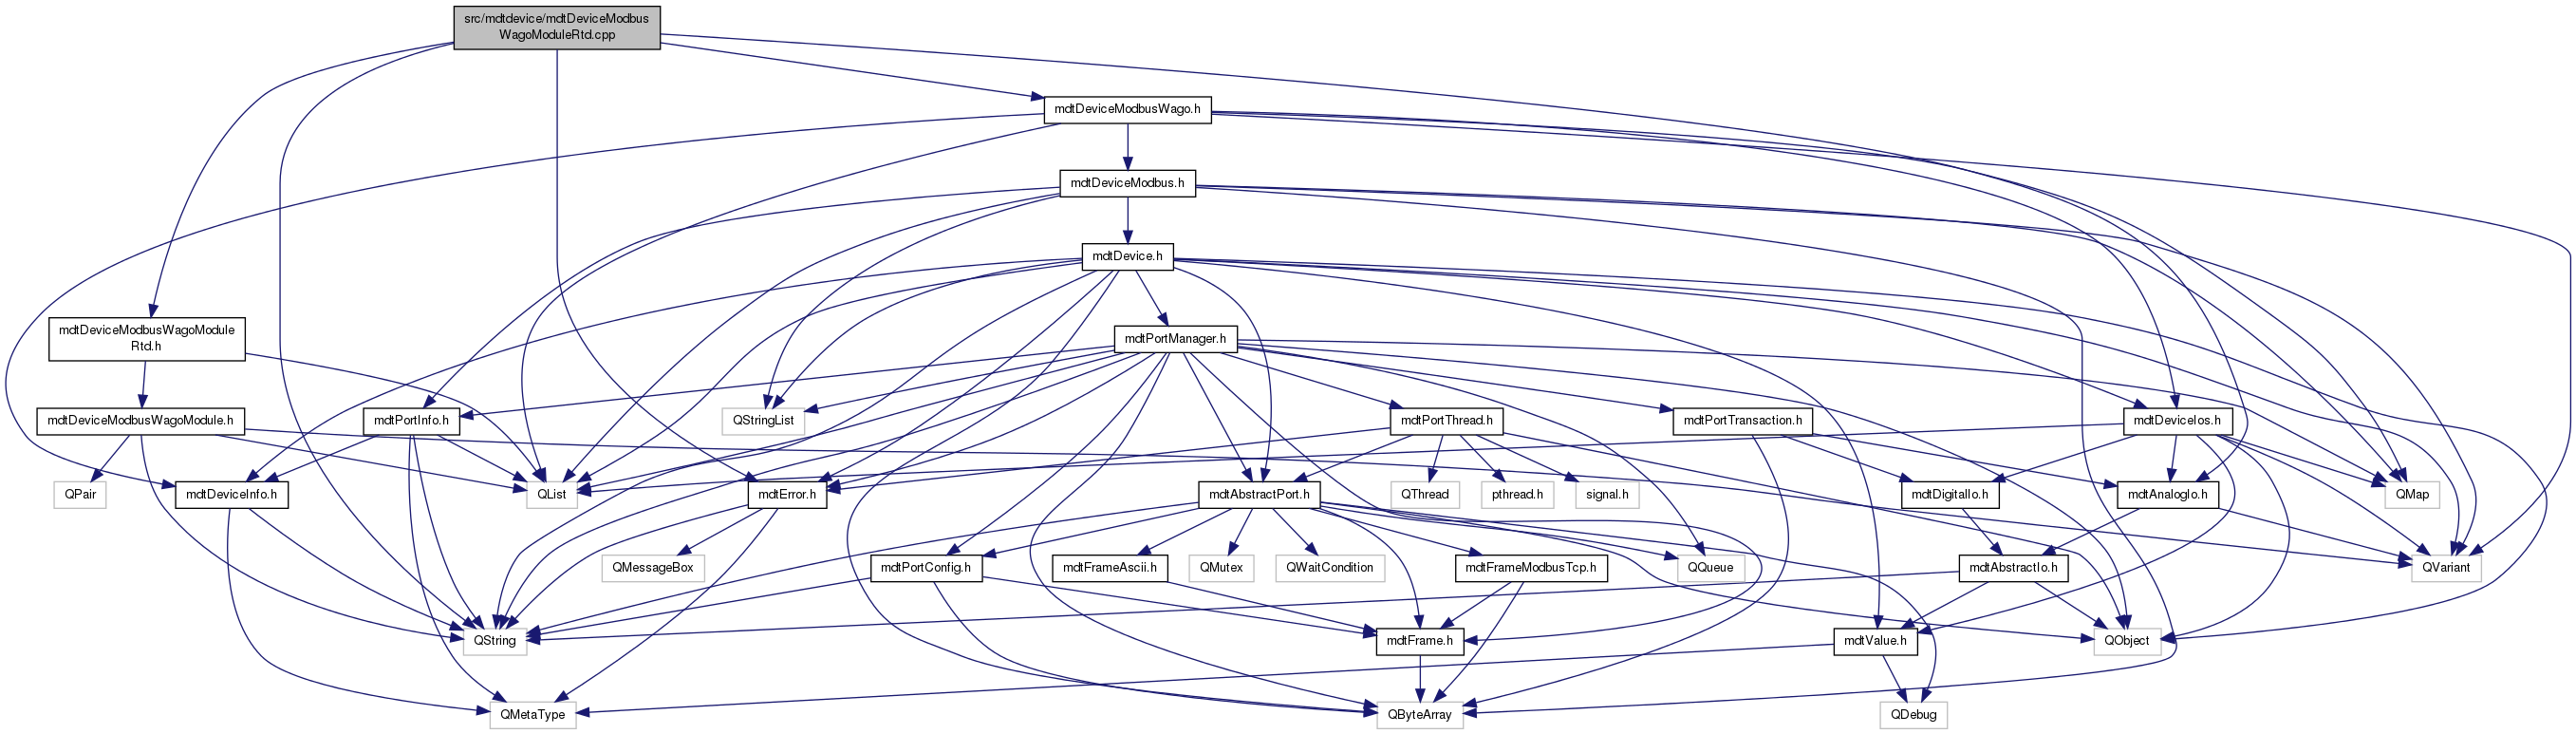 src/mdtdevice/mdtDeviceModbus
WagoModuleRtd.cpp
mdtDeviceModbusWago.h
mdtDeviceModbus.h
mdtDevice.h
mdtDeviceModbusWagoModule
Rtd.h
mdtPortManager.h
mdtDeviceModbusWagoModule.h
mdtPortInfo.h
QStringList
mdtPortThread.h
mdtPortTransaction.h
mdtDeviceIos.h
QPair
mdtDeviceInfo.h
QList
mdtError.h
mdtAbstractPort.h
QThread
pthread.h
signal.h
mdtDigitalIo.h
mdtAnalogIo.h
QMap
QMessageBox
mdtPortConfig.h
mdtFrameAscii.h
QMutex
QWaitCondition
mdtFrameModbusTcp.h
QQueue
mdtAbstractIo.h
QVariant
QString
mdtFrame.h
mdtValue.h
QObject
QMetaType
QByteArray
QDebug